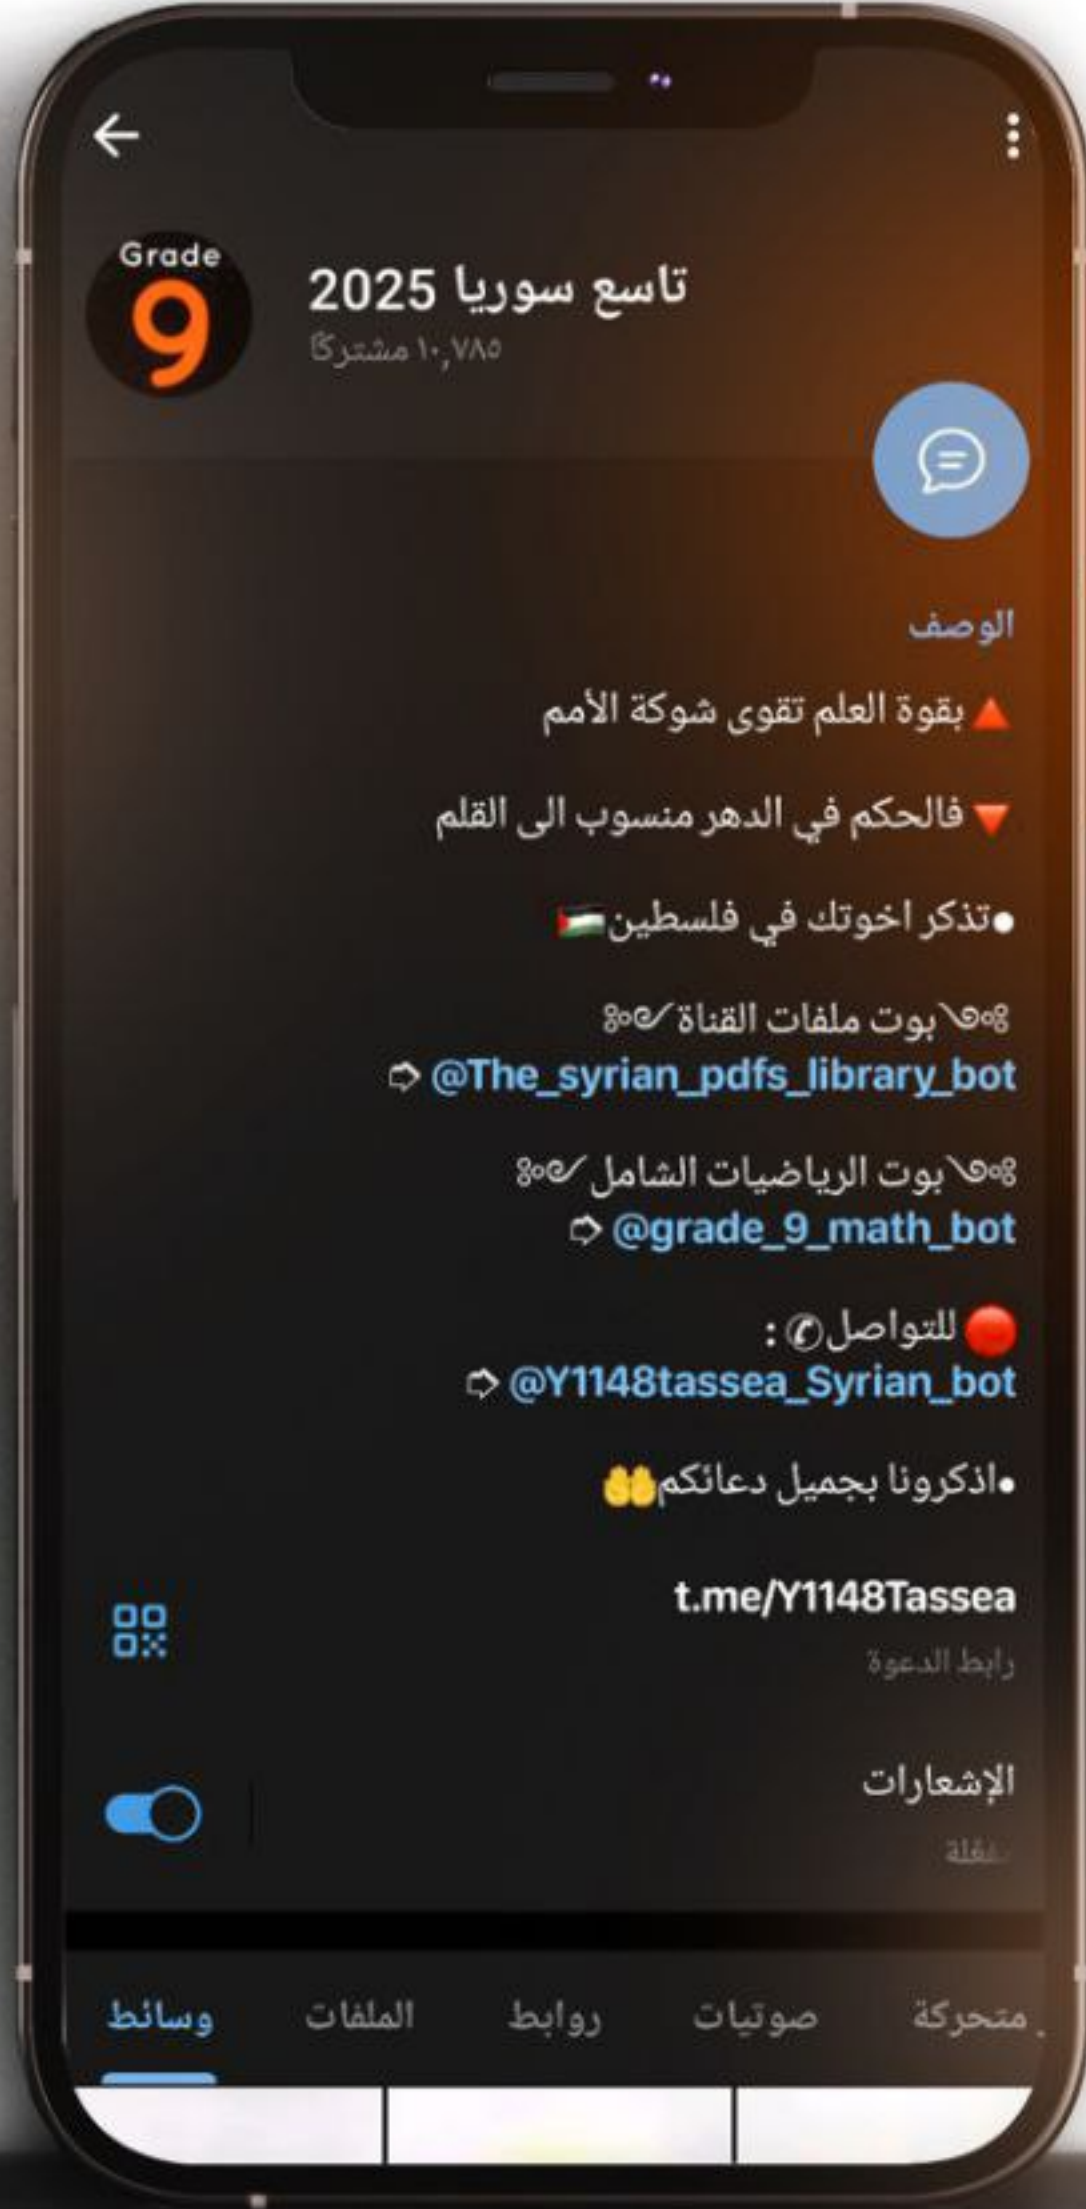 Grade
9
تاسع سوريا 2025
١٠,٧٨٥ مشتركًا
الوصف
🔺بقوة العلم تقوى شوكة الأمم
🔻فالحكم في الدهر منسوب الى القلم
•تذكر اخوتك في فلسطين🇵🇸
༺بوت ملفات القناة༻
➪ @The_syrian_pdfs_library_bot
༺بوت الرياضيات الشامل༻
➪ @grade_9_math_bot
🔴للتواصل✆ :
➪ @Y1148tassea_Syrian_bot
•اذكرونا بجميل دعائكم🤲
t.me/Y1148Tassea
رابط الدعوة
الإشعارات
متحركة
صوتيات
روابط
الملفات
وسائط